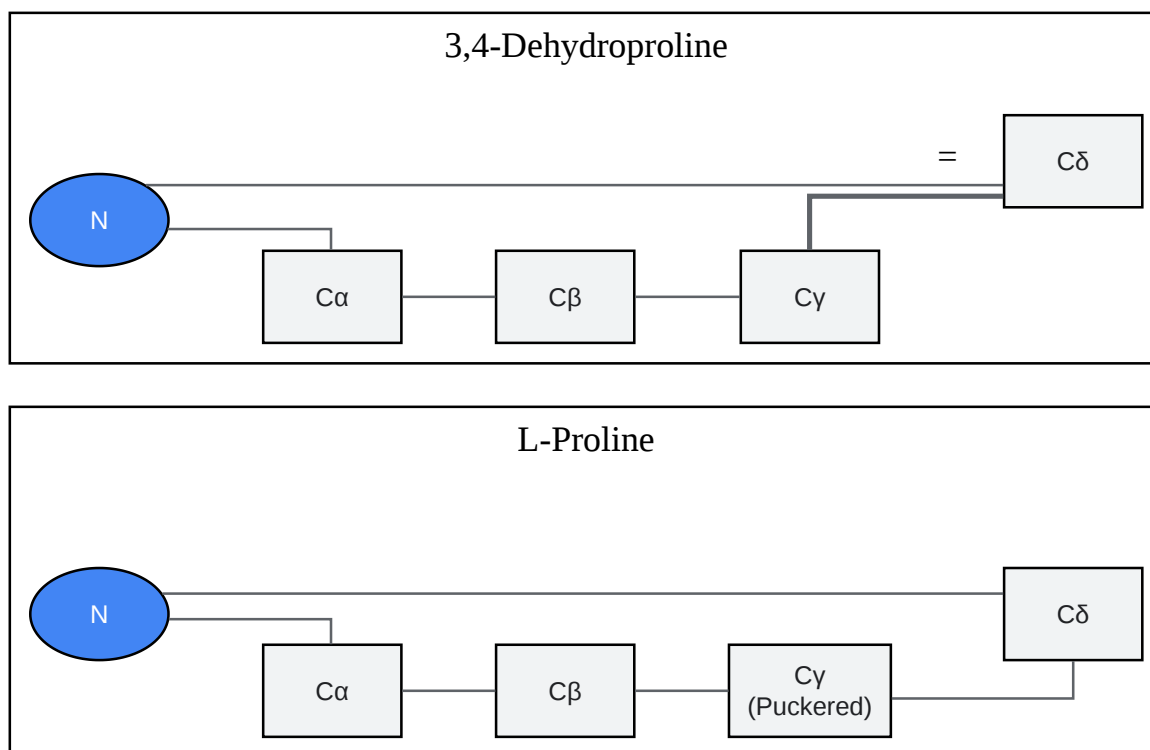 3,4-Dehydroproline
=
Cδ
N
Cα
Cβ
Cγ
L-Proline
N
Cδ
Cα
Cβ
Cγ
(Puckered)